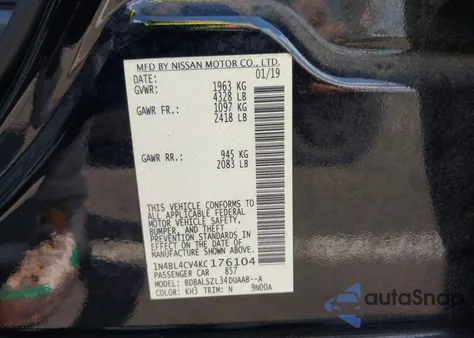 MFD BY NISSAN MOTOR CO., LTD.
DATE: 01/19
GVWR: 1963 KG
4328 LB
GAWR FR: 1097 KG
2418 LB
GAWR RR: 945 KG
2083 LB
THIS VEHICLE CONFORMS TO
ALL APPLICABLE FEDERAL
MOTOR VEHICLE SAFETY,
BUMPER, AND THEFT
PREVENTION STANDARDS IN
EFFECT ON THE DATE OF
MANUFACTURE SHOWN ABOVE.
1N4BL4CV4KC176104
PASSENGER CAR 857
MODEL: BDBALSZL34DUAAB--A
COLOR: KH3 TRIM: N 9N00A
autoSnap